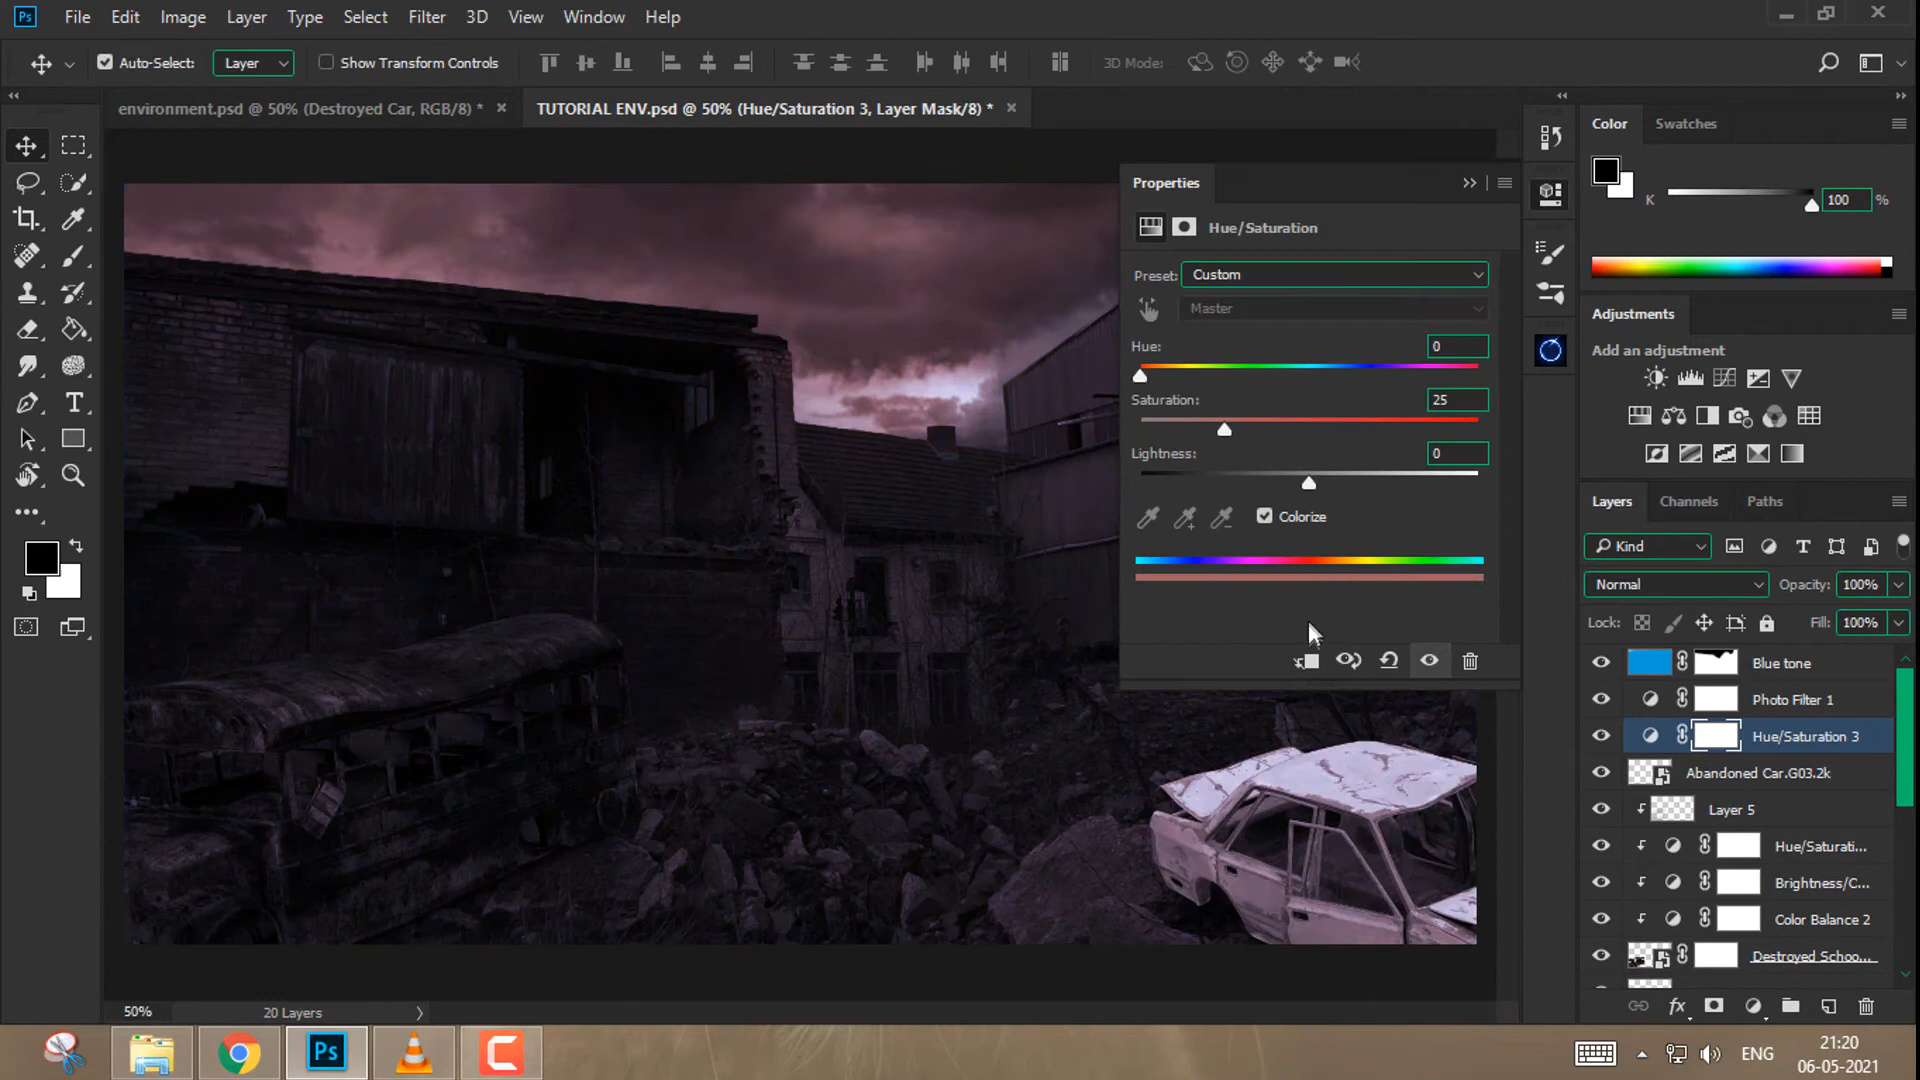 Ps File Edit Image Layer Type Select Filter 3D View Window Help
Auto-Select: Layer Show Transform Controls 3D Mode:
environment.psd @ 50% (Destroyed Car, RGB/8) * TUTORIAL ENV.psd @ 50% (Hue/Saturation 3, Layer Mask/8) *
Properties
Hue/Saturation
Preset: Custom
Master
Hue: 0
Saturation: 25
Lightness: 0
Colorize
Color Swatches
K 100 %
Adjustments
Add an adjustment
Layers Channels Paths
Kind
Normal Opacity: 100%
Lock: Fill: 100%
Blue tone
Photo Filter 1
Hue/Saturation 3
Abandoned Car.G03.2k
Layer 5
Hue/Saturati...
Brightness/C...
Color Balance 2
Destroyed Schoo...
fx
50% 20 Layers
Ps
ENG
21:20
06-05-2021